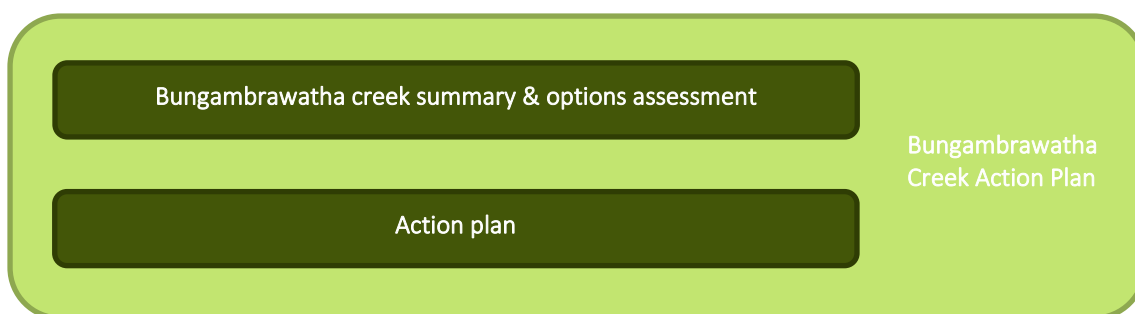 Bungambrawatha creek summary & options assessment
Bungambrawatha
Creek Action Plan
Action plan